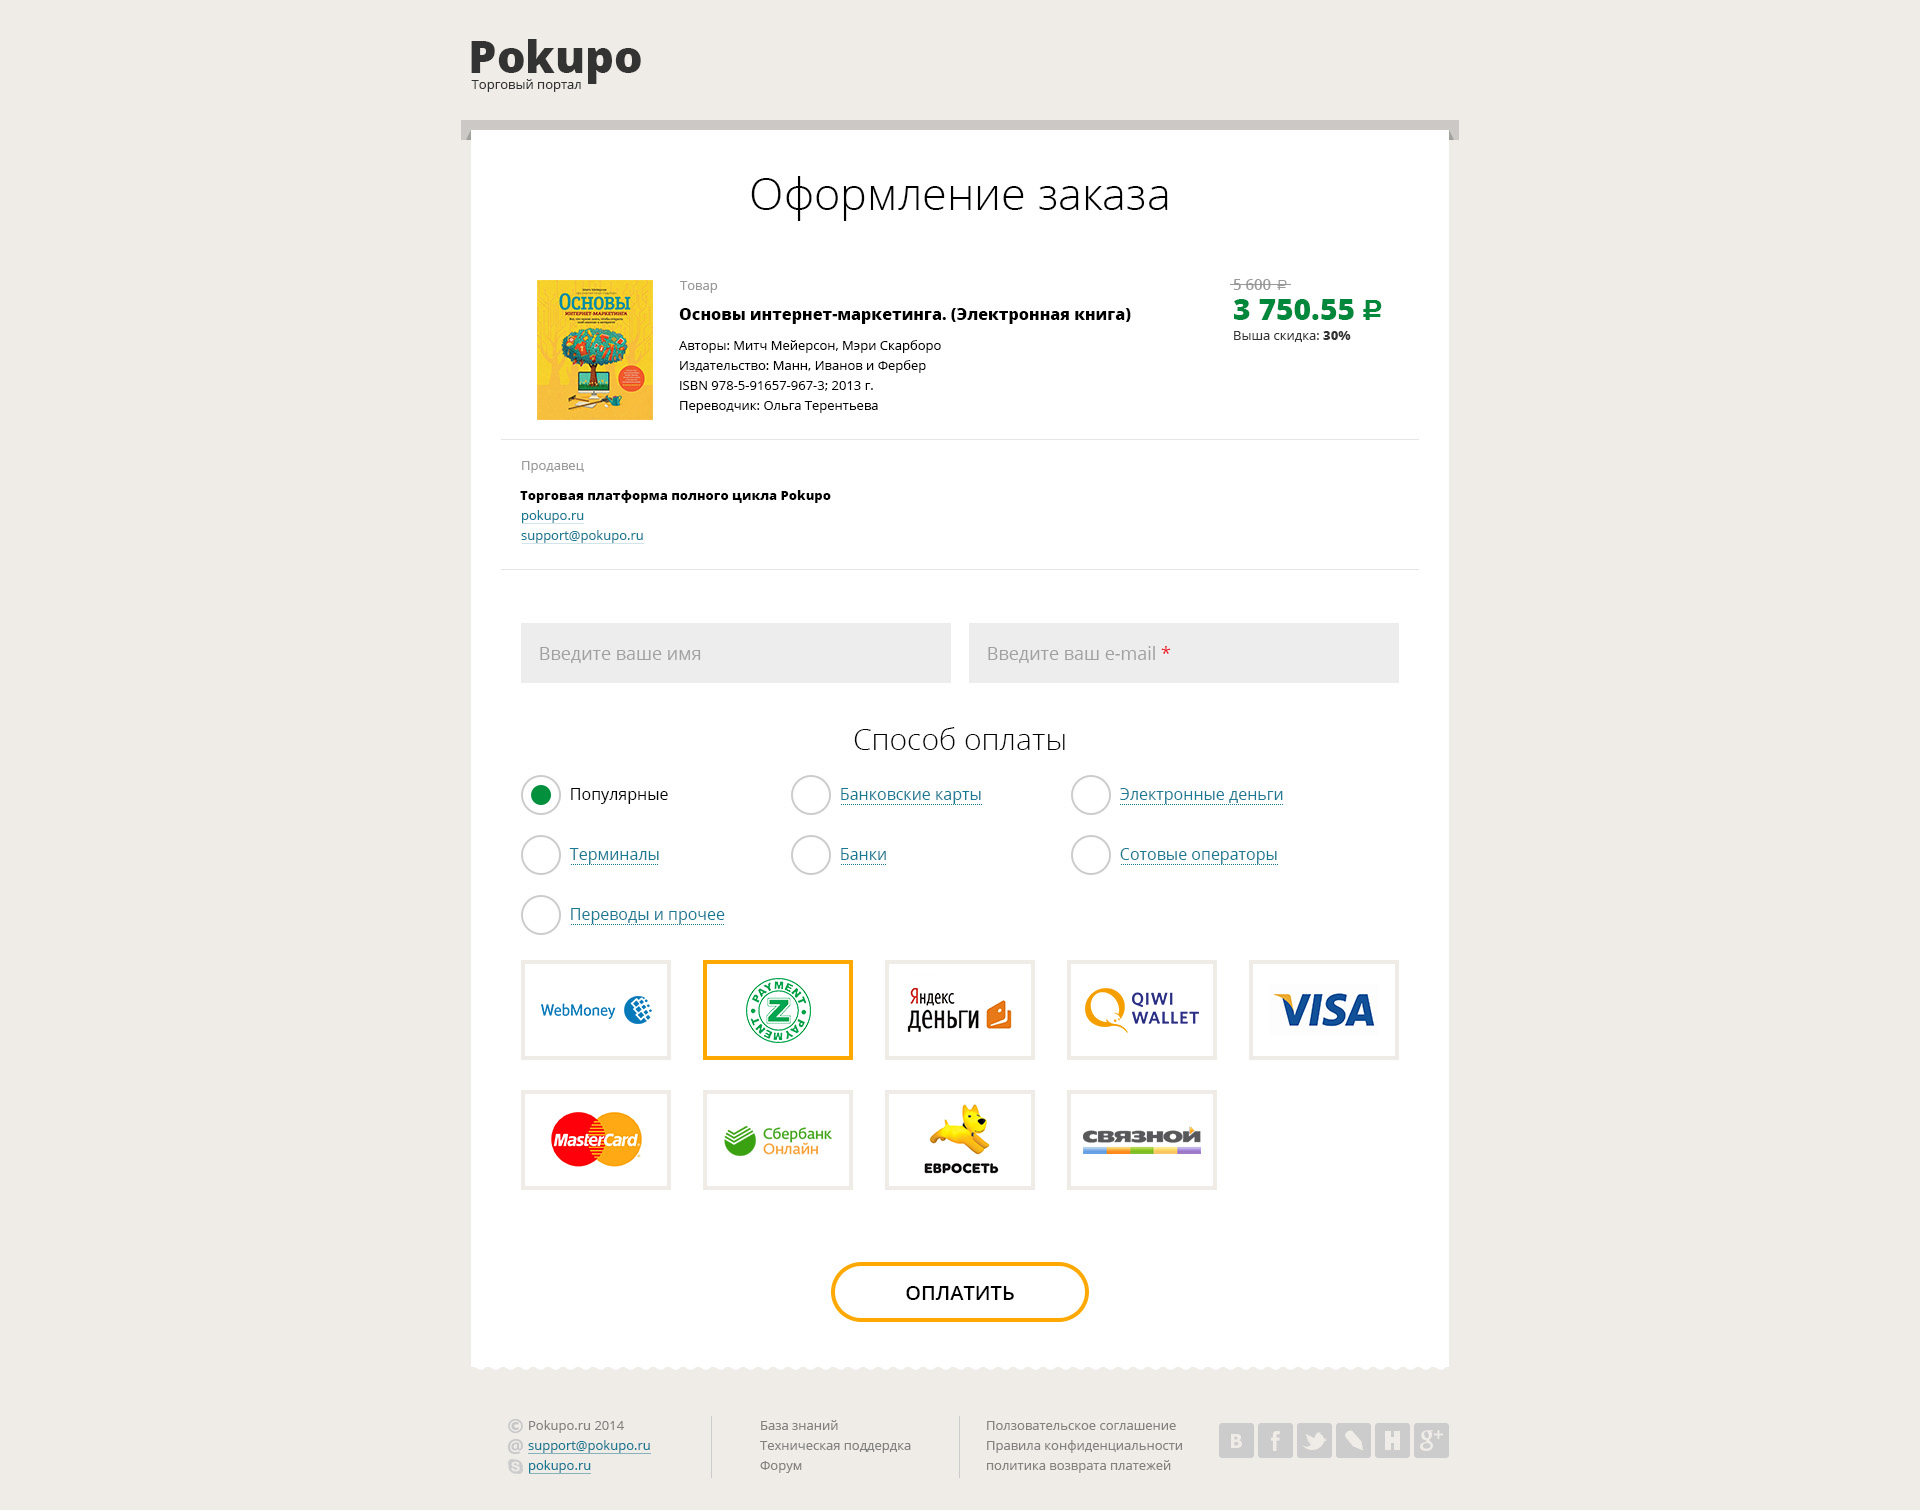 Pokupo
Торговый портал
Оформление заказа
ОСНОВЫ
ИНТЕРНЕТ-МАРКЕТИНГА
Товар
Основы интернет-маркетинга. (Электронная книга)
Авторы: Митч Мейерсон, Мэри Скарборо
Издательство: Манн, Иванов и Фербер
ISBN 978-5-91657-967-3; 2013 г.
Переводчик: Ольга Терентьева
5 600 ₽
3 750.55 ₽
Выша скидка: 30%
Продавец
Торговая платформа полного цикла Pokupo
pokupo.ru
support@pokupo.ru
Введите ваше имя
Введите ваш e-mail *
Способ оплаты
Популярные
Банковские карты
Электронные деньги
Терминалы
Банки
Сотовые операторы
Переводы и прочее
WebMoney
PAYMENT Z PAYMENT
Яндекс
деньги
QIWI
WALLET
VISA
MasterCard
Сбербанк
Онлайн
ЕВРОСЕТЬ
СВЯЗНОЙ
ОПЛАТИТЬ
© Pokupo.ru 2014
@ support@pokupo.ru
pokupo.ru
База знаний
Техническая поддердка
Форум
Ползовательское соглашение
Правила конфиденциальности
политика возврата платежей
B f H g+